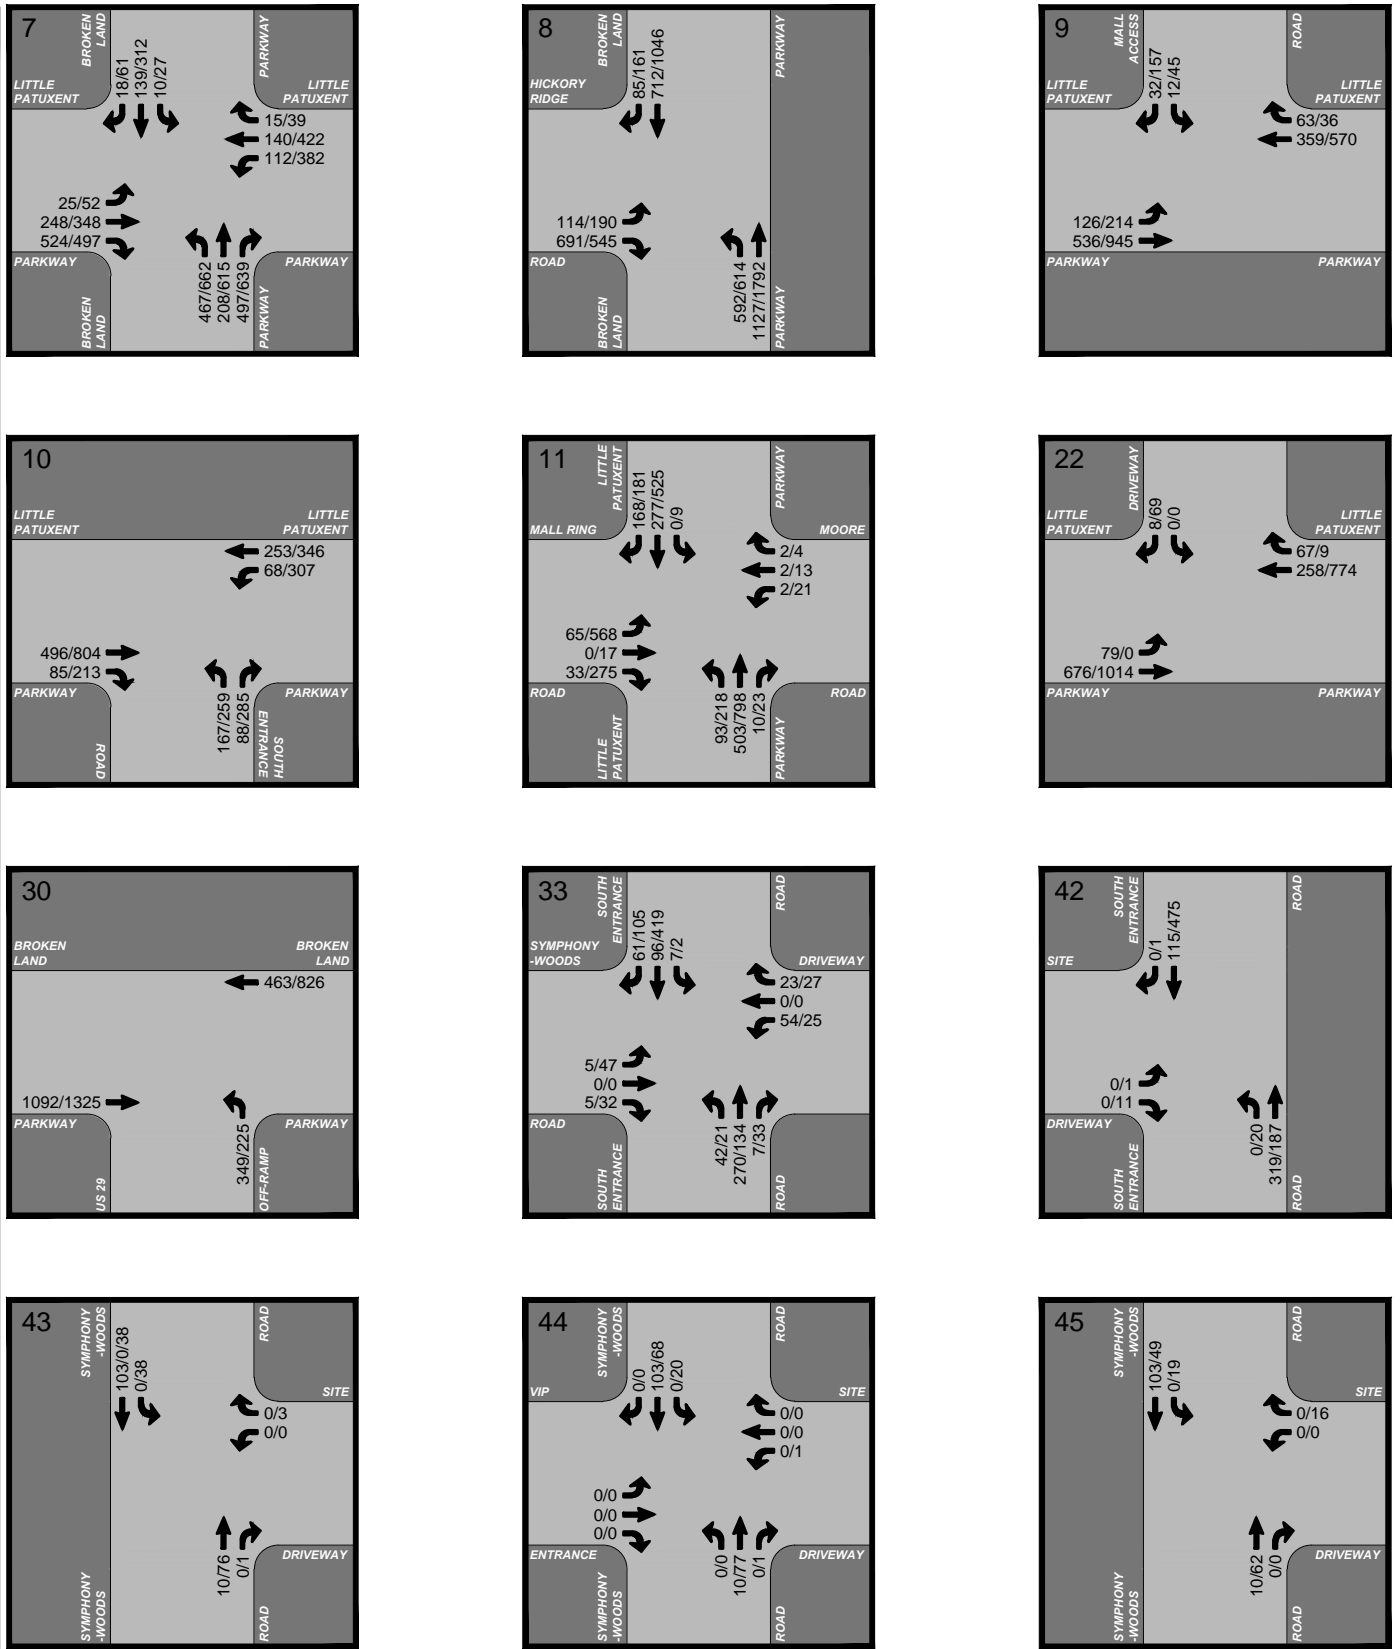 7
BROKEN
LAND
PARKWAY
LITTLE
PATUXENT
LITTLE
PATUXENT
18/61
139/312
10/27
15/39
140/422
112/382
25/52
248/348
524/497
467/662
208/615
497/639
PARKWAY
PARKWAY
BROKEN
LAND
PARKWAY
8
BROKEN
LAND
PARKWAY
HICKORY
RIDGE
85/161
712/1046
114/190
691/545
592/614
1127/1792
ROAD
BROKEN
LAND
PARKWAY
9
MALL
ACCESS
ROAD
LITTLE
PATUXENT
LITTLE
PATUXENT
32/157
12/45
63/36
359/570
126/214
536/945
PARKWAY
PARKWAY
10
LITTLE
PATUXENT
LITTLE
PATUXENT
253/346
68/307
496/804
85/213
167/259
88/285
PARKWAY
PARKWAY
ROAD
SOUTH
ENTRANCE
11
LITTLE
PATUXENT
PARKWAY
MALL RING
MOORE
168/181
277/525
0/9
2/4
2/13
2/21
65/568
0/17
33/275
93/218
503/798
10/23
ROAD
ROAD
LITTLE
PATUXENT
PARKWAY
22
DRIVEWAY
LITTLE
PATUXENT
LITTLE
PATUXENT
8/69
0/0
67/9
258/774
79/0
676/1014
PARKWAY
PARKWAY
30
BROKEN
LAND
BROKEN
LAND
463/826
1092/1325
349/225
PARKWAY
PARKWAY
US 29
OFF-RAMP
33
SOUTH
ENTRANCE
ROAD
SYMPHONY
-WOODS
DRIVEWAY
61/105
96/419
7/2
23/27
0/0
54/25
5/47
0/0
5/32
42/21
270/134
7/33
ROAD
DRIVEWAY
SOUTH
ENTRANCE
ROAD
42
SOUTH
ENTRANCE
ROAD
SITE
0/1
115/475
0/1
0/11
0/20
319/187
DRIVEWAY
SOUTH
ENTRANCE
ROAD
43
SYMPHONY
-WOODS
ROAD
SITE
103/0/38
0/38
0/3
0/0
10/76
0/1
DRIVEWAY
SYMPHONY
-WOODS
ROAD
44
SYMPHONY
-WOODS
ROAD
VIP
SITE
0/0
103/68
0/20
0/0
0/0
0/1
0/0
0/0
0/0
0/0
10/77
0/1
ENTRANCE
DRIVEWAY
SYMPHONY
-WOODS
ROAD
45
SYMPHONY
-WOODS
ROAD
SITE
103/49
0/19
0/16
0/0
10/62
0/0
DRIVEWAY
SYMPHONY
-WOODS
ROAD